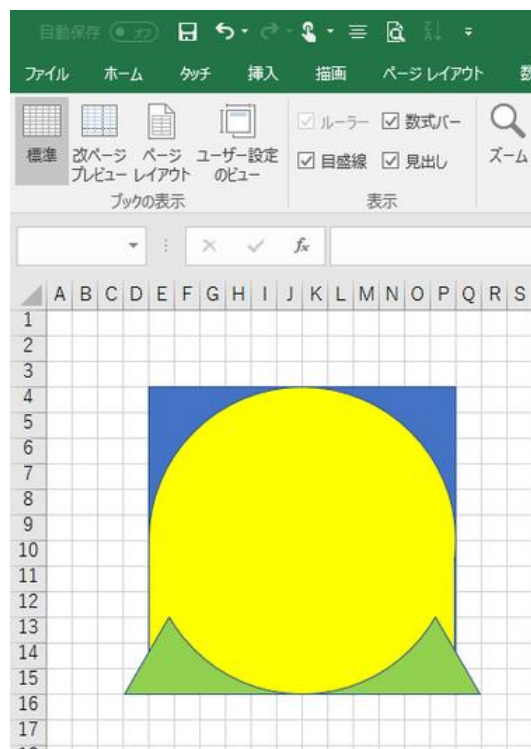 自動保存 オフ
ファイル ホーム タッチ 挿入 描画 ページ レイアウト 数
標準 改ページ プレビュー ページ レイアウト ユーザー設定 のビュー
ルーラー 数式バー
目盛線 見出し
ズーム
ブックの表示 表示
fx
A B C D E F G H I J K L M N O P Q R S
1
2
3
4
5
6
7
8
9
10
11
12
13
14
15
16
17